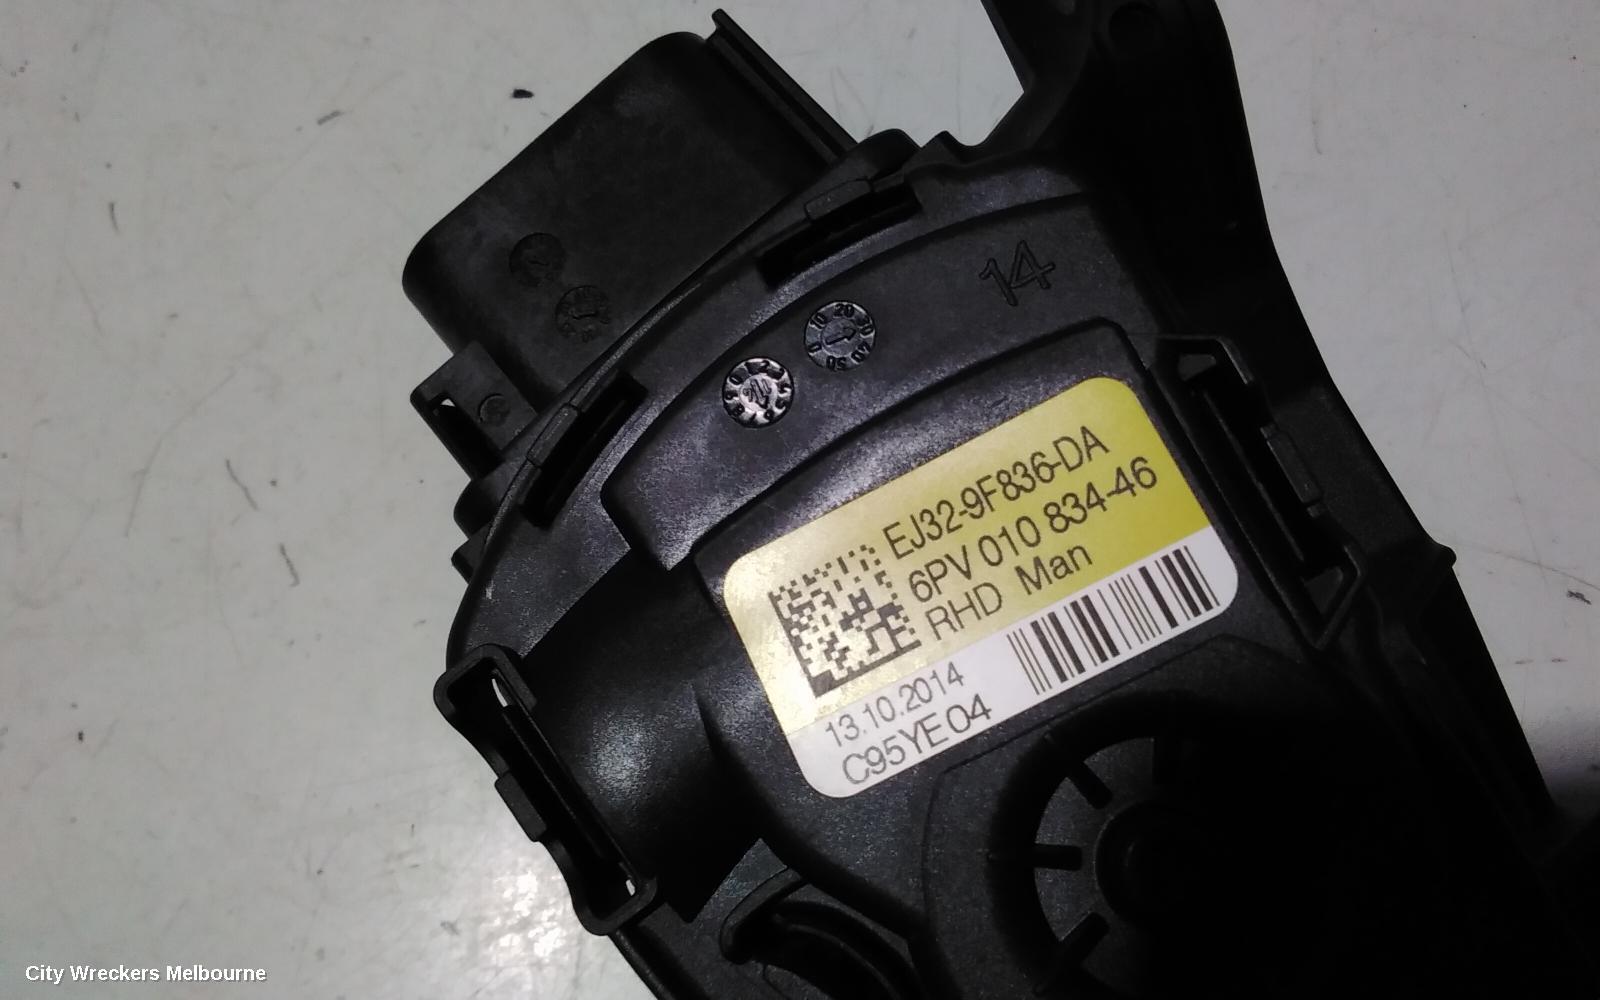 14
EJ32-9F836-DA
6PV 010 834-46
RHD Man
13.10.2014
C95YE04
City Wreckers Melbourne